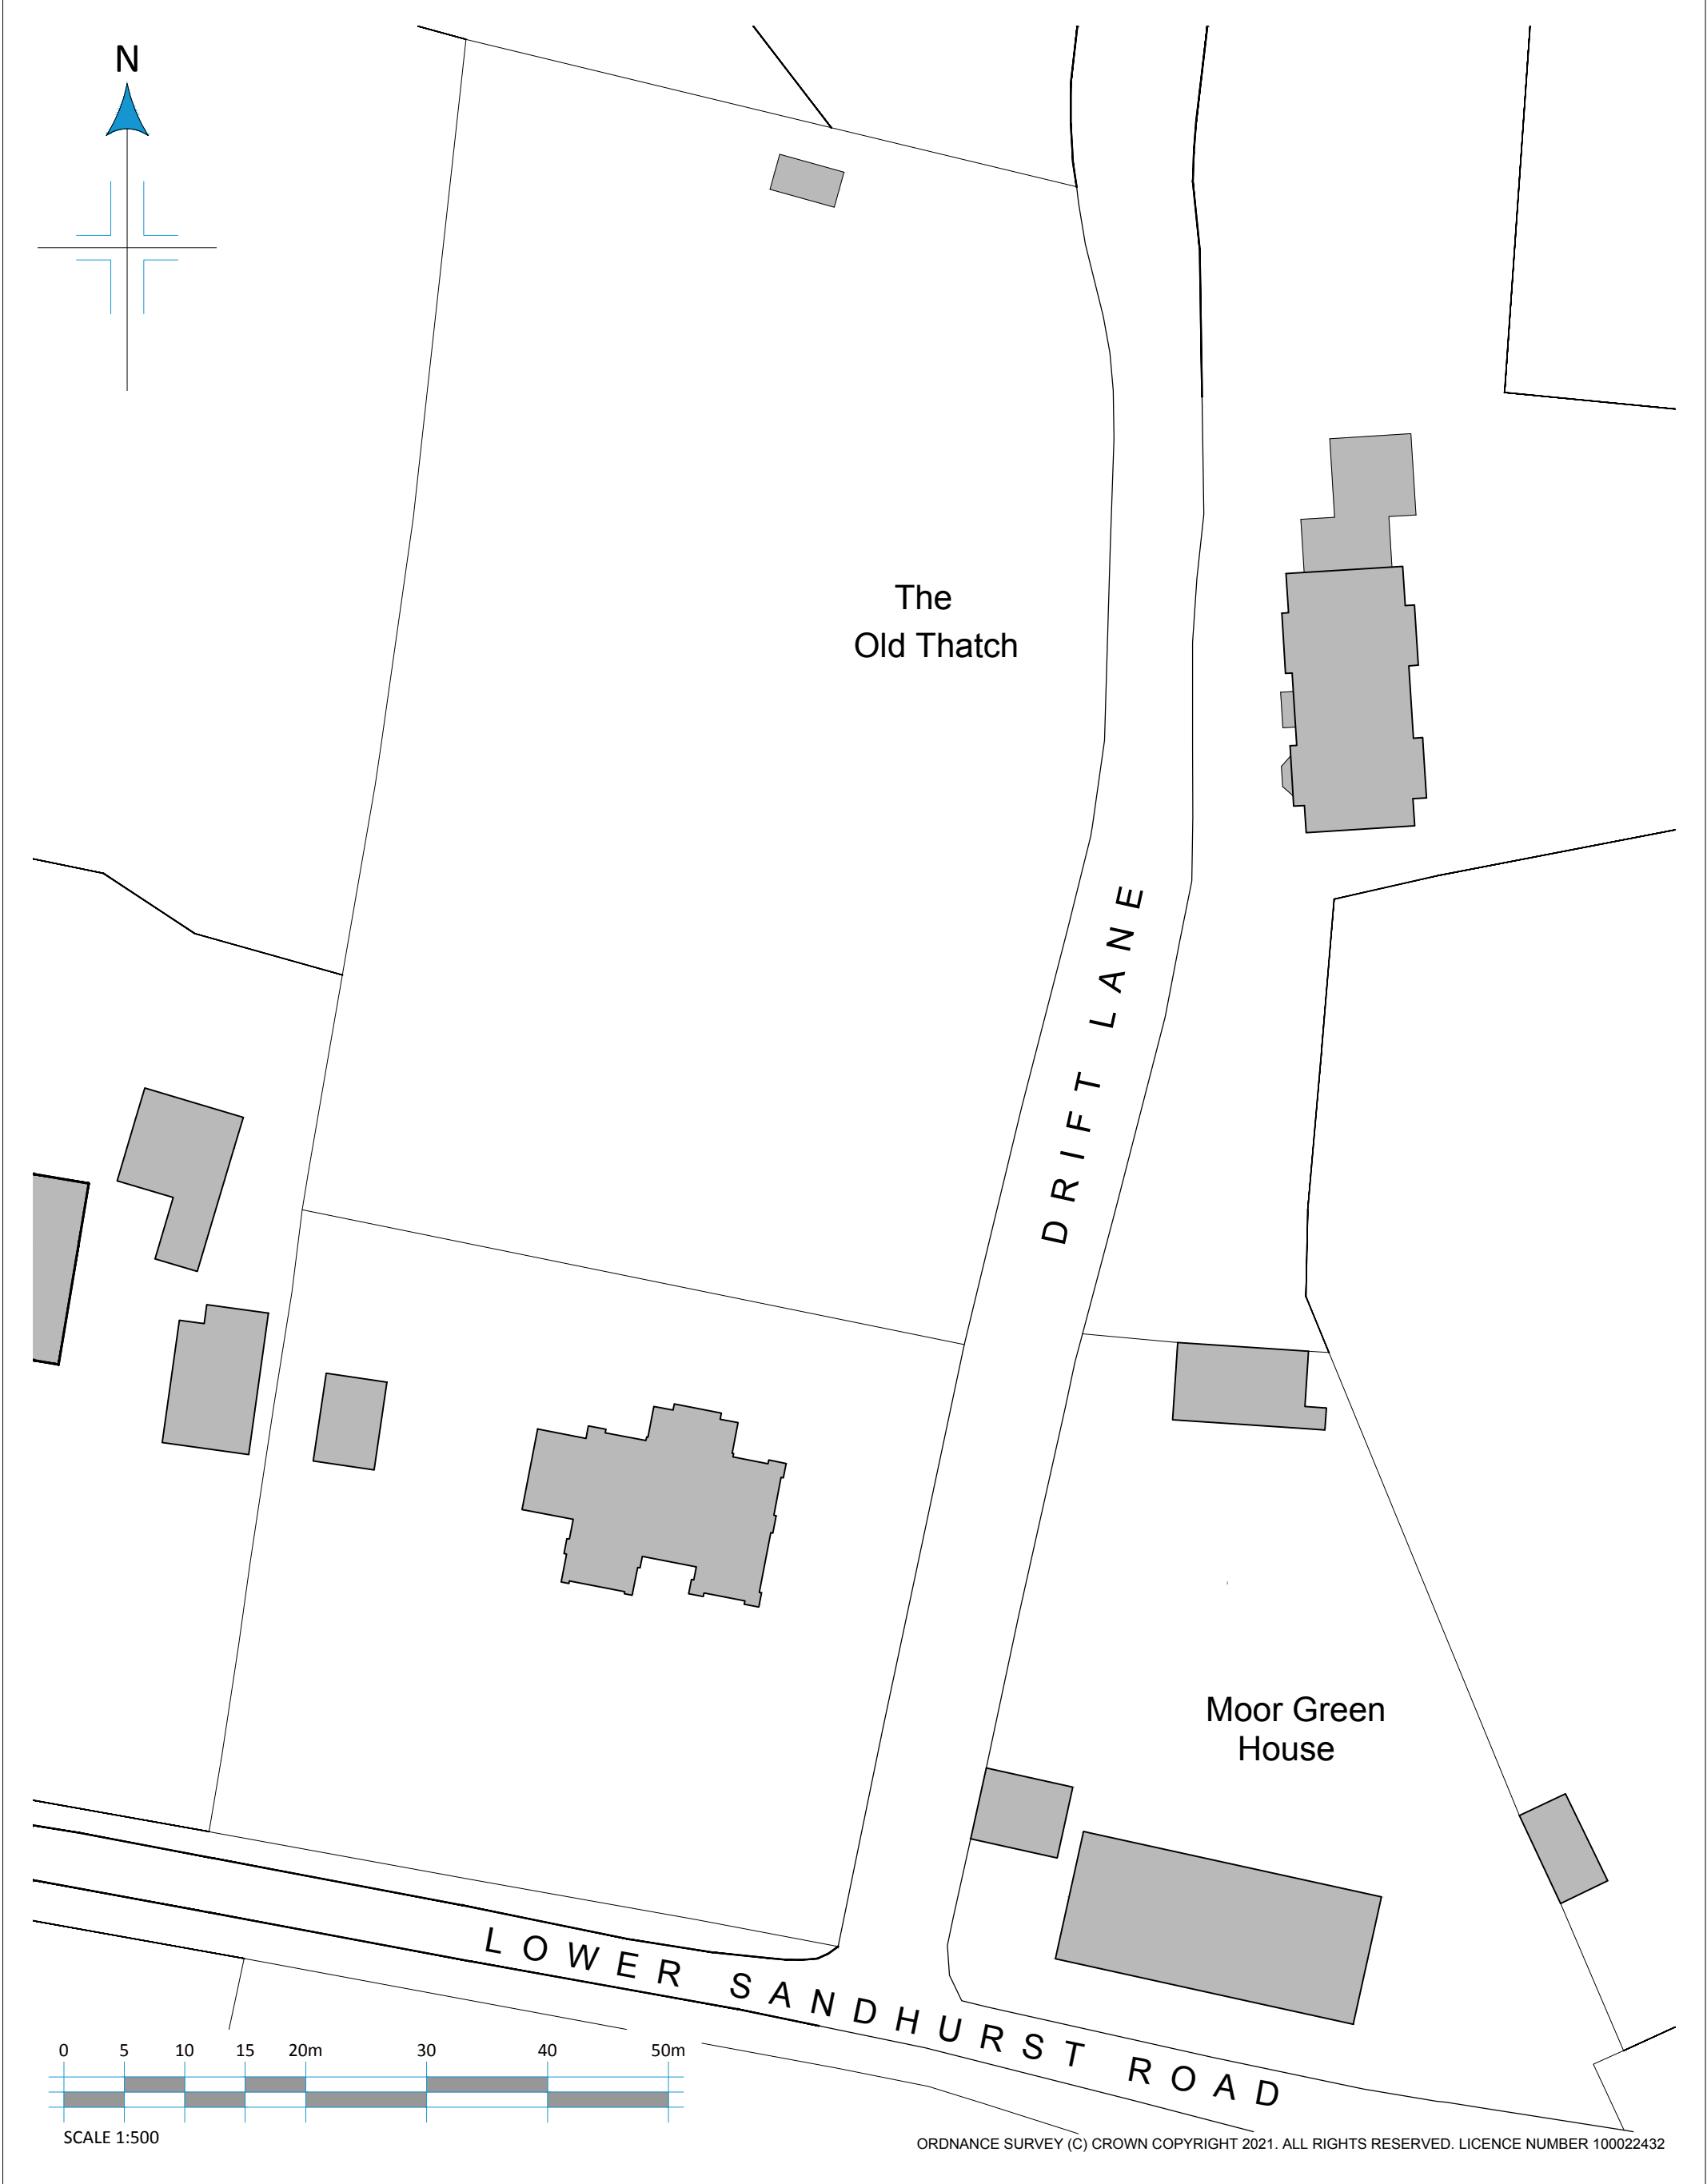 N
The
Old Thatch
DRIFT LANE
Moor Green
House
LOWER SANDHURST ROAD
0 5 10 15 20m 30 40 50m
SCALE 1:500
ORDNANCE SURVEY (C) CROWN COPYRIGHT 2021. ALL RIGHTS RESERVED. LICENCE NUMBER 100022432